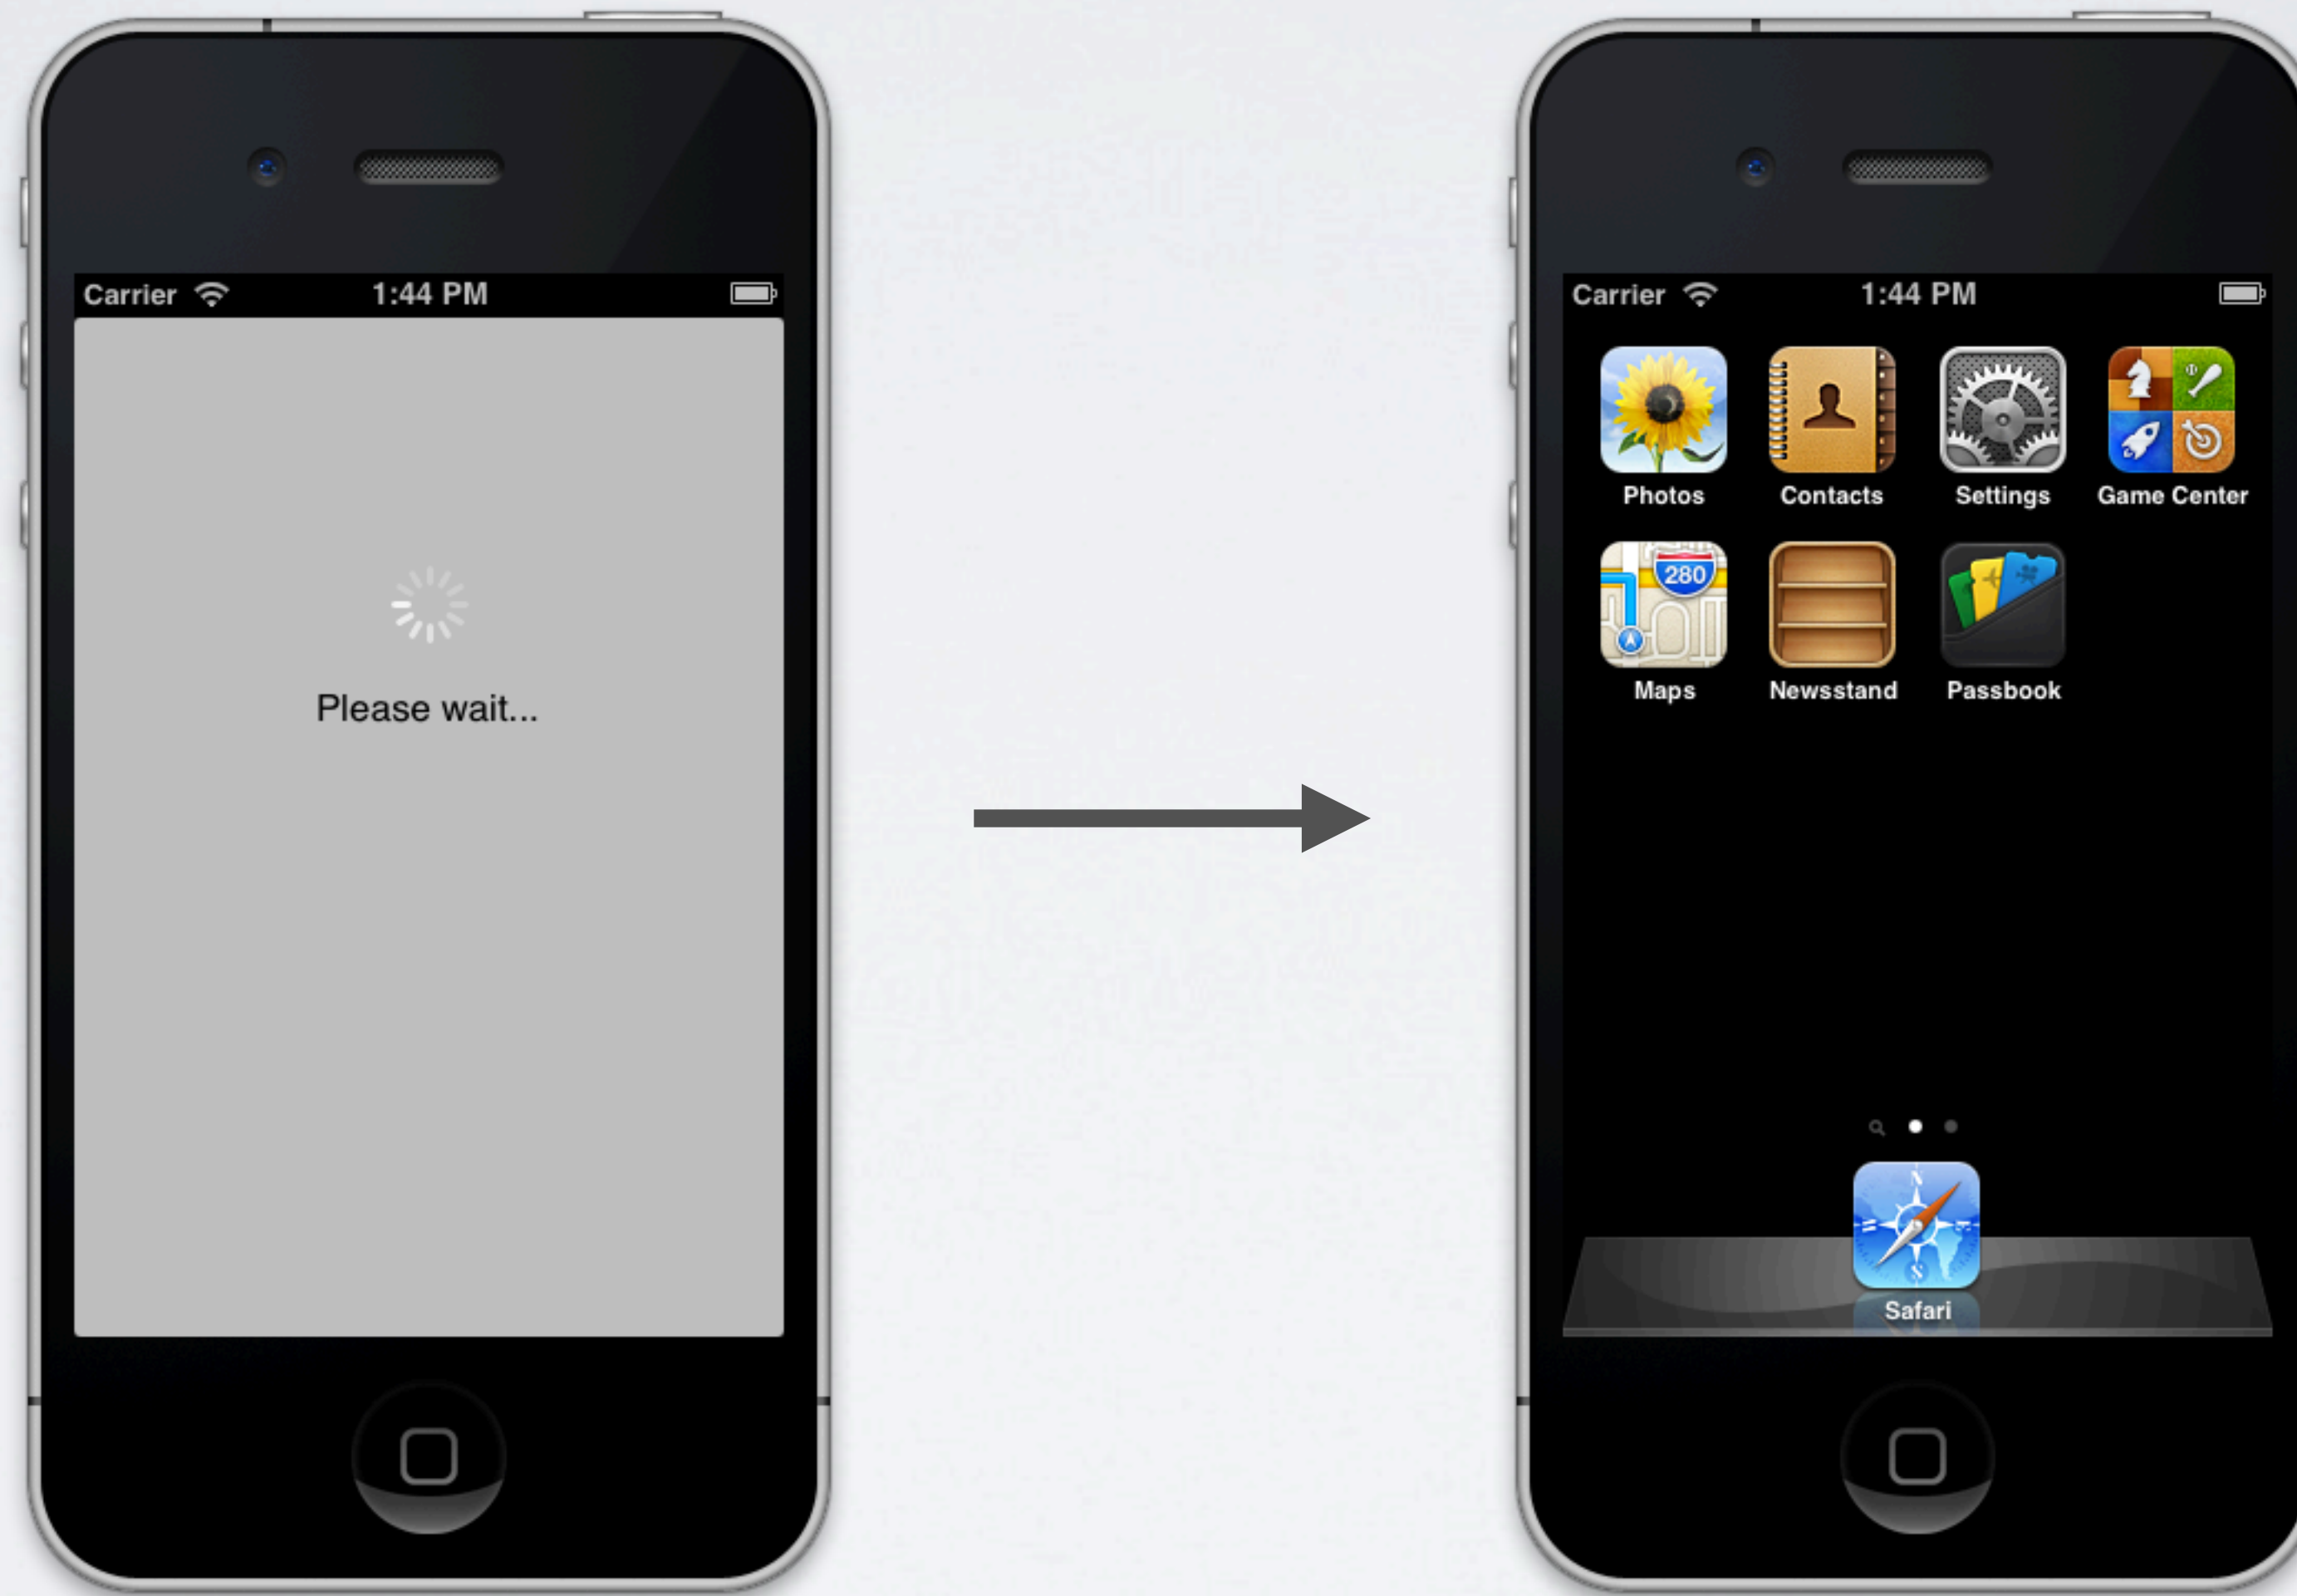 Carrier 1:44 PM
Please wait...
Carrier 1:44 PM
Photos Contacts Settings Game Center
280
Maps Newsstand Passbook
N
S
Safari